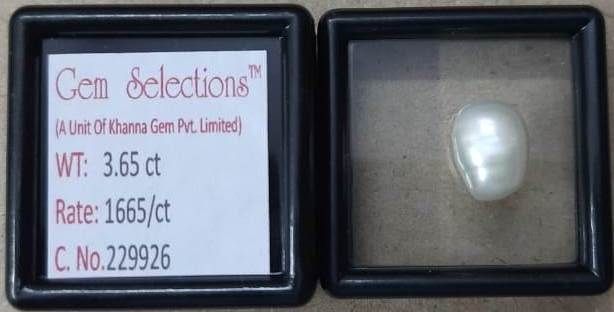 Gem Selections™
(A Unit Of Khanna Gem Pvt. Limited)
WT: 3.65 ct
Rate: 1665/ct
C. No.229926